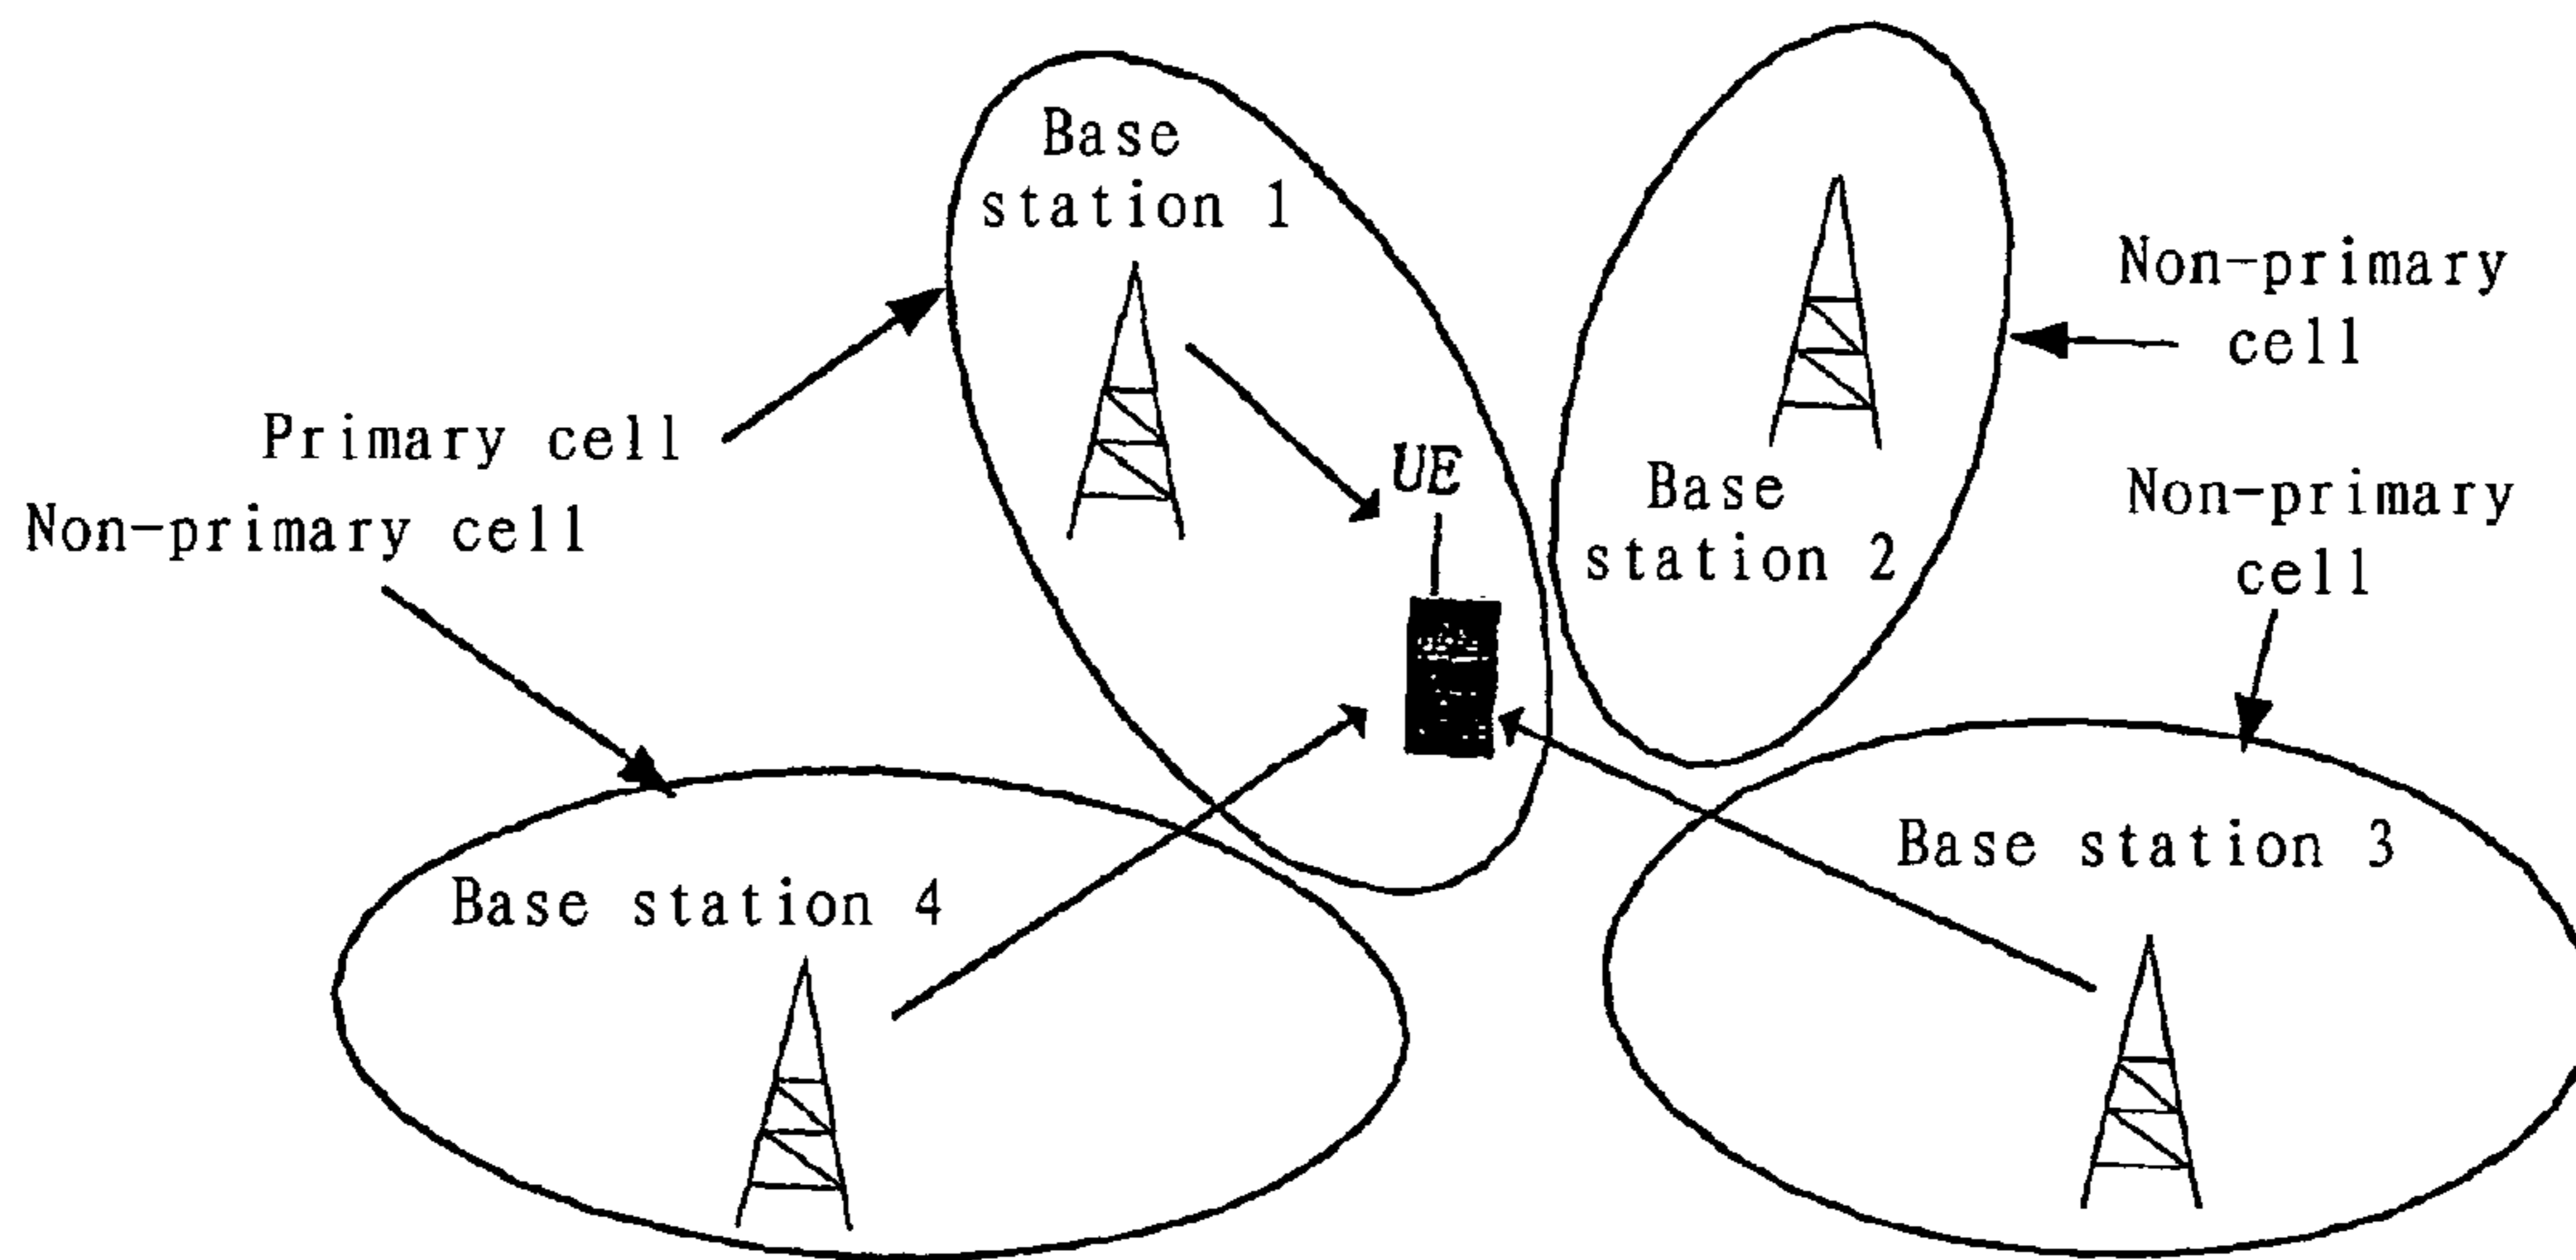 Base
station 1
Non-primary
cell
Primary cell
UE
Base
station 2
Non-primary
cell
Non-primary cell
Base station 3
Base station 4